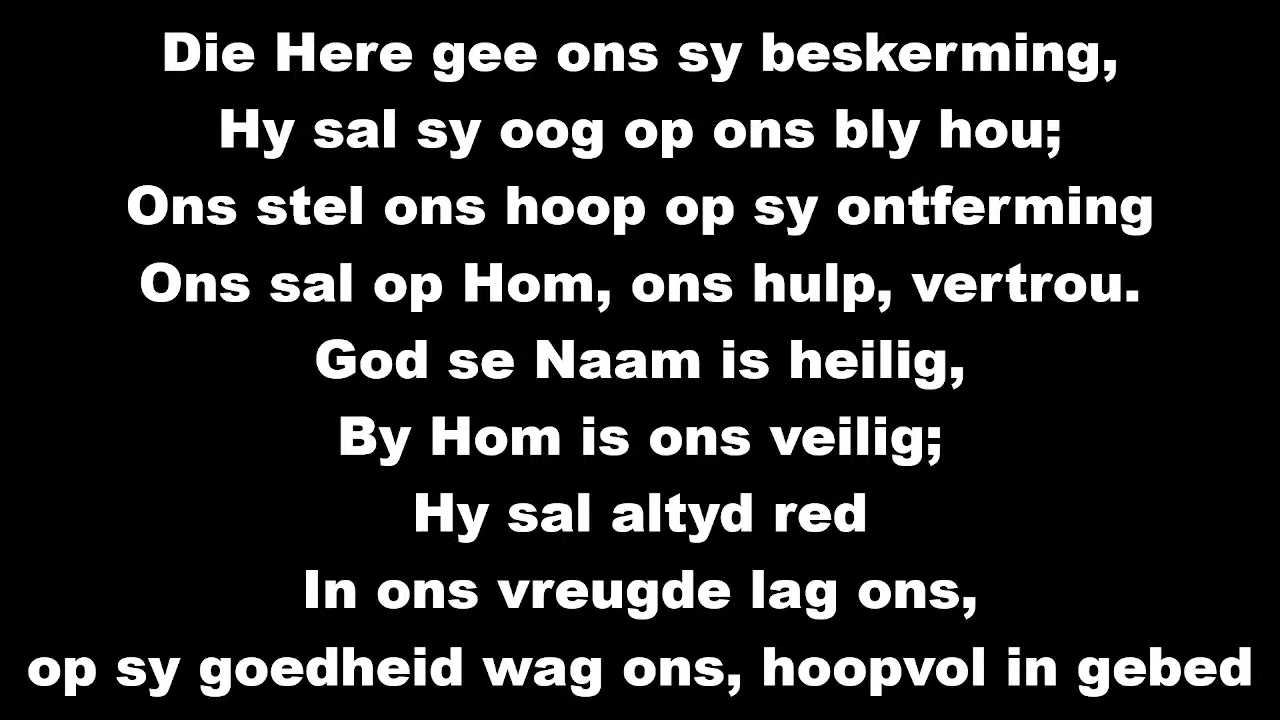 Die Here gee ons sy beskerming,
Hy sal sy oog op ons bly hou;
Ons stel ons hoop op sy ontferming
Ons sal op Hom, ons hulp, vertrou.
God se Naam is heilig,
By Hom is ons veilig;
Hy sal altyd red
In ons vreugde lag ons,
op sy goedheid wag ons, hoopvol in gebed